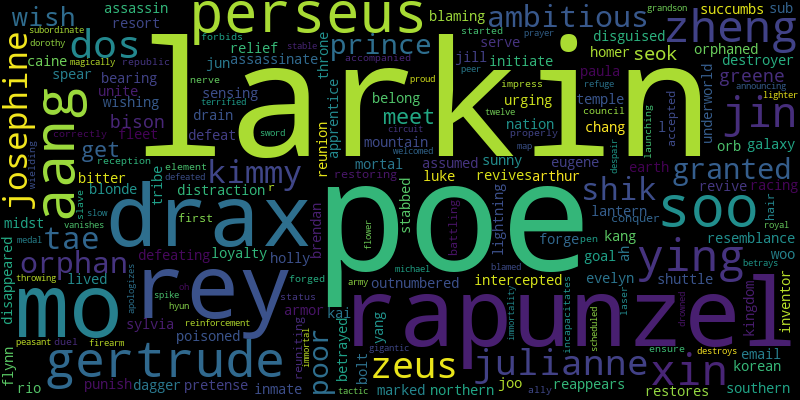 assassin perseus blaming ambitious zheng succumbs sub
wish resort grandson
subordinate forbids started stable disguised orphaned
dorothy dos relief accompanied prince homer seok destroyer
magically republic assassinate throne serve jill initiate paula greene
caine jun nerve proud peer impress refuge council announcing
spear bearing terrified prayer urging temple lighter
unite sensing apprentice belong twelve nation chang l underworld accepted jin
josephine aang wishing larkin meet circuit properly launching orb galaxy
correctly fleet bison drain sword welcomed map
wielding get reception defeat reunion mountain sunny eugene despair earth
bitter element kimmy restoring mortal assumed revives arthur granted
blonde defeated distraction r luke shik revive racing
midst tribe first brendan stabbed lightning lantern conquer soo hair
slave slow drax flower poe battling forge pen resemblance royal
medal vanishes tae loyalty michael blamed goal kang woo
disappeared orphan defeating holly army outnumbered intercepted ah ying
throwing lived forged status kai evelyn shuttle kingdom
mo apologizes rey oh armor immortality laser drowned inventor
spike hyun reinforcement betrayed yang rapunzel incapacitates scheduled
peasant duel firearm sylvia poisoned immortal gigantic ensure destroys betrays
flynn gertrude reuniting poor bolt zeus julianne xin email
punish pretense marked northern reappears korean
rio dagger inmate tactic joo ally restores southern